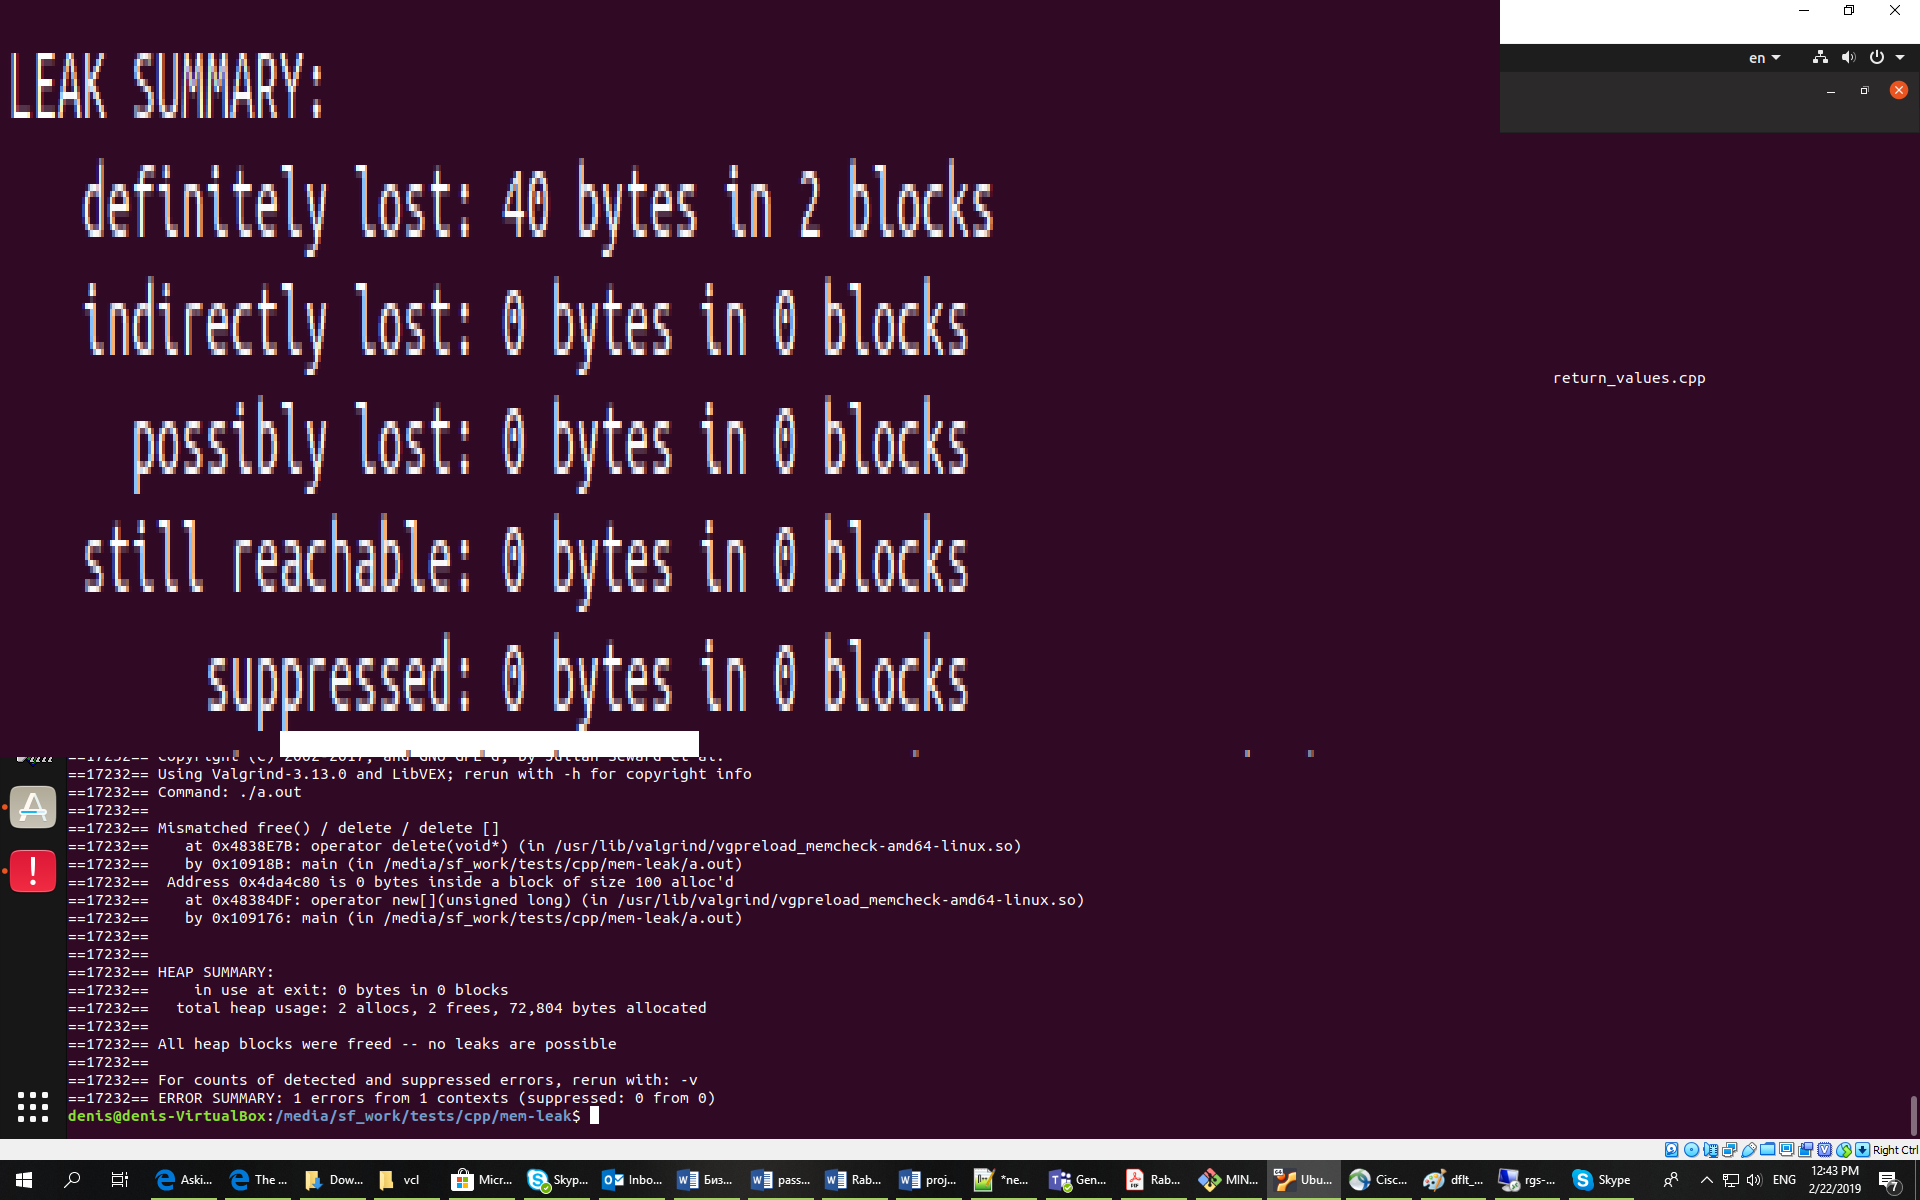 LEAK SUMMARY:
definitely lost: 40 bytes in 2 blocks
indirectly lost: 0 bytes in 0 blocks
possibly lost: 0 bytes in 0 blocks
still reachable: 0 bytes in 0 blocks
suppressed: 0 bytes in 0 blocks
en
return_values.cpp
==17232== Copyright (C) 2002-2017, and GNU GPL'd, by Julian Seward et al.
==17232== Using Valgrind-3.13.0 and LibVEX; rerun with -h for copyright info
==17232== Command: ./a.out
==17232==
==17232== Mismatched free() / delete / delete []
==17232==    at 0x4838E7B: operator delete(void*) (in /usr/lib/valgrind/vgpreload_memcheck-amd64-linux.so)
==17232==    by 0x10918B: main (in /media/sf_work/tests/cpp/mem-leak/a.out)
==17232==  Address 0x4da4c80 is 0 bytes inside a block of size 100 alloc'd
==17232==    at 0x48384DF: operator new[](unsigned long) (in /usr/lib/valgrind/vgpreload_memcheck-amd64-linux.so)
==17232==    by 0x109176: main (in /media/sf_work/tests/cpp/mem-leak/a.out)
==17232==
==17232==
==17232== HEAP SUMMARY:
==17232==     in use at exit: 0 bytes in 0 blocks
==17232==   total heap usage: 2 allocs, 2 frees, 72,804 bytes allocated
==17232==
==17232== All heap blocks were freed -- no leaks are possible
==17232==
==17232== For counts of detected and suppressed errors, rerun with: -v
==17232== ERROR SUMMARY: 1 errors from 1 contexts (suppressed: 0 from 0)
denis@denis-VirtualBox:/media/sf_work/tests/cpp/mem-leak$
Right Ctrl
Aski... The ... Dow... vcl Micr... Skyp... Inbo... Биз... pass... Rab... proj... *ne... Gen... Rab... MIN... Ubu... Cisc... dflt_... rgs-... Skype ENG
12:43 PM
2/22/2019
7